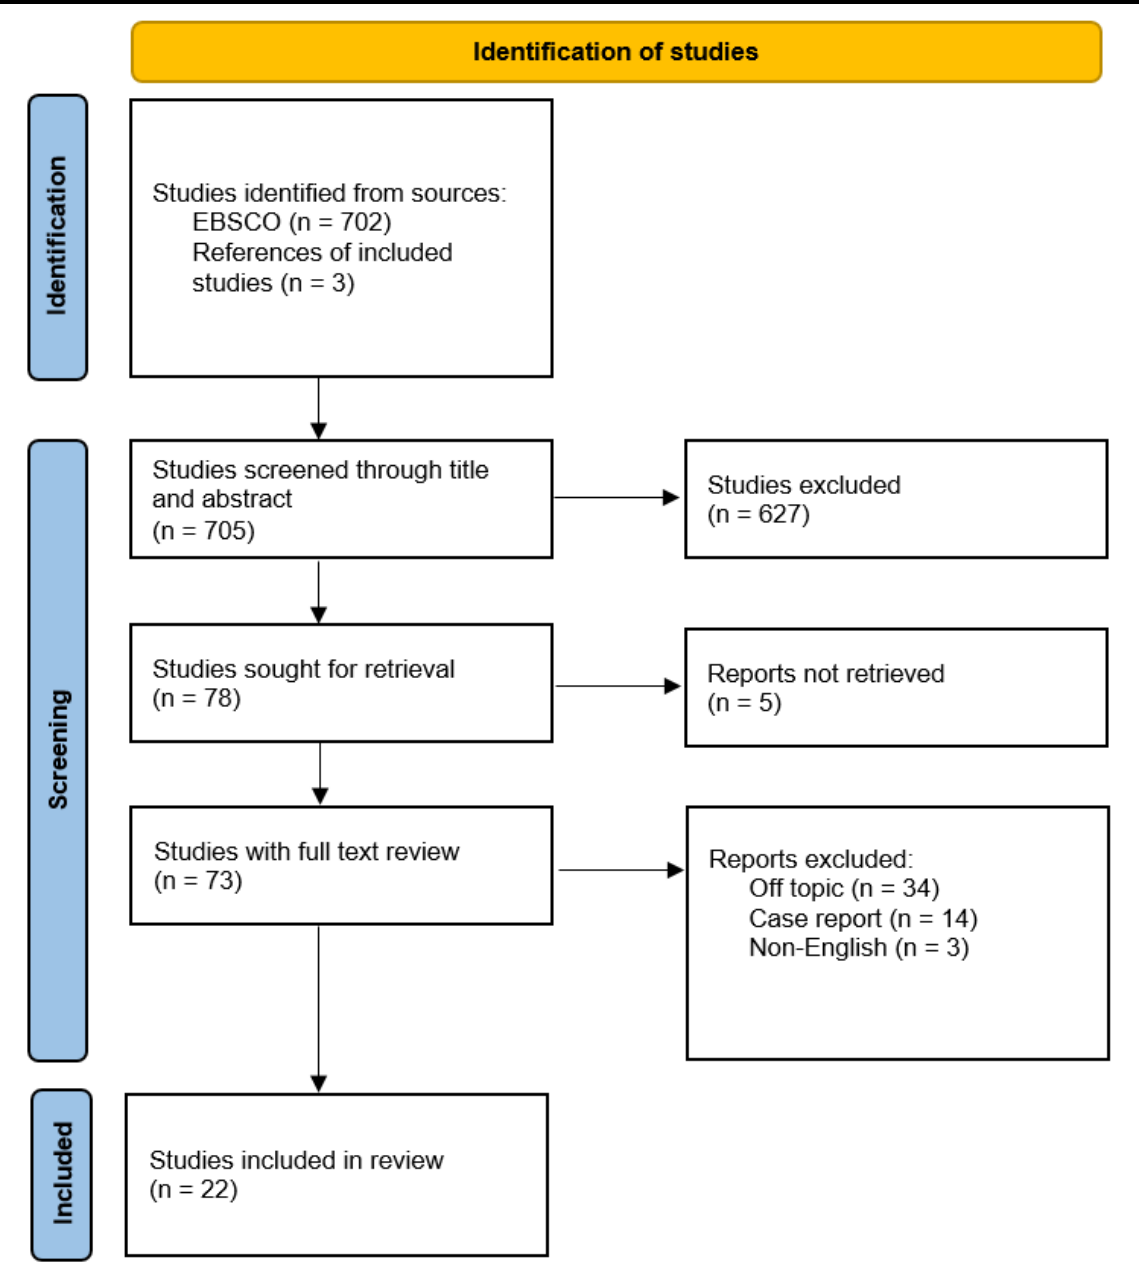 Identification of studies
Identification
Studies identified from sources:
EBSCO (n = 702)
References of included
studies (n = 3)
Screening
Studies screened through title
and abstract
(n = 705)
Studies excluded
(n = 627)
Studies sought for retrieval
(n = 78)
Reports not retrieved
(n = 5)
Studies with full text review
(n = 73)
Reports excluded:
Off topic (n = 34)
Case report (n = 14)
Non-English (n = 3)
Included
Studies included in review
(n = 22)